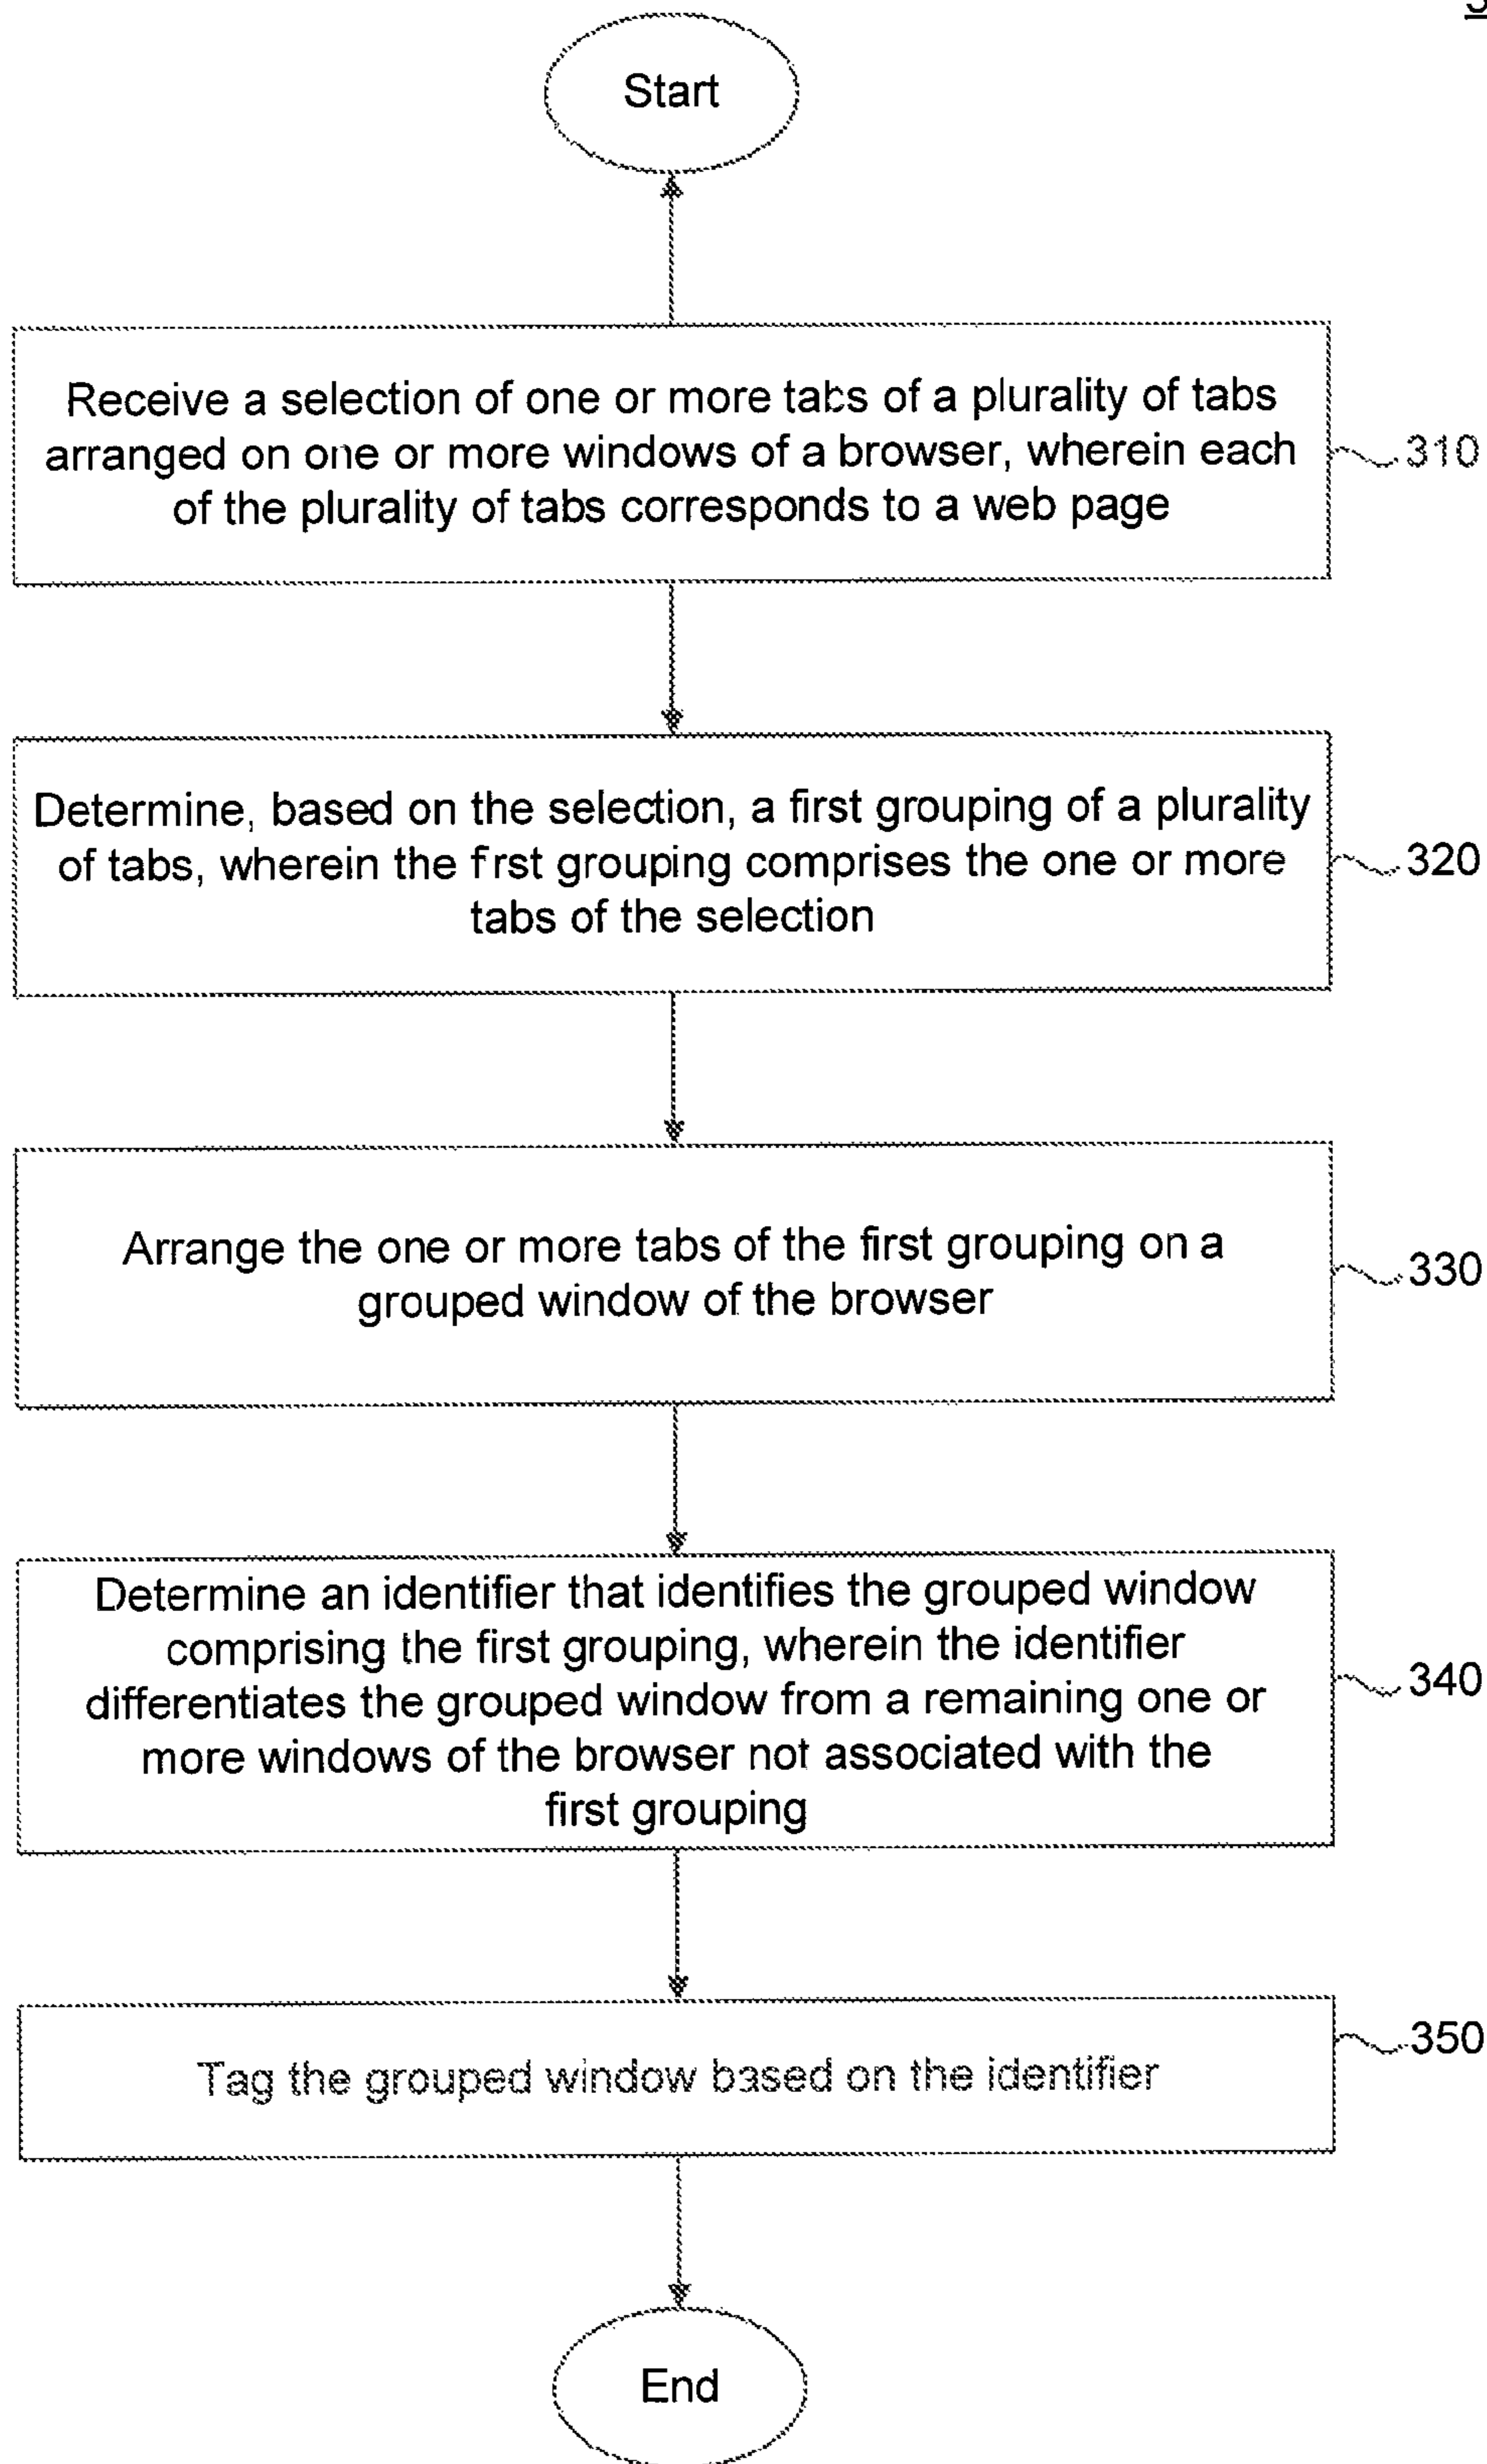 Start
Receive a selection of one or more tabs of a plurality of tabs
arranged on one or more windows of a browser, wherein each
of the plurality of tabs corresponds to a web page
310
Determine, based on the selection, a first grouping of a plurality
of tabs, wherein the frst grouping comprises the one or more
tabs of the selection
320
Arrange the one or more tabs of the first grouping on a
grouped window of the browser
330
Determine an identifier that identifies the grouped window
comprising the first grouping, wherein the identifier
differentiates the grouped window from a remaining one or
more windows of the browser not associated with the
first grouping
340
Tag the grouped window based on the identifier
350
End